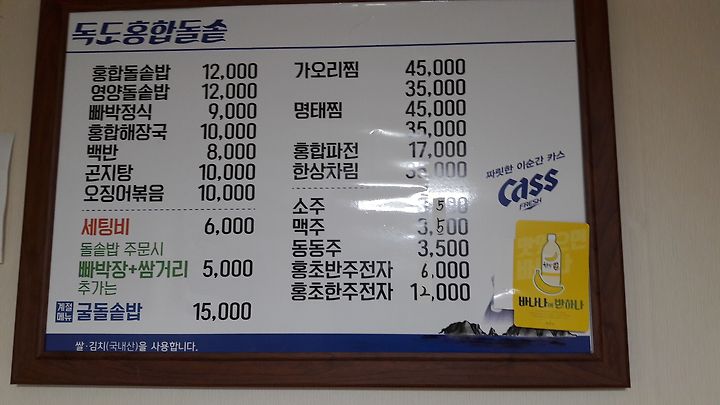 독도홍합돌솥
홍합돌솥밥 12,000
영양돌솥밥 12,000
빠박정식 9,000
홍합해장국 10,000
백반 8,000
곤지탕 10,000
오징어볶음 10,000
세팅비 6,000
돌솥밥 주문시
빠박장+쌈거리 5,000
추가는
계절메뉴 굴돌솥밥 15,000
쌀·김치(국내산)을 사용합니다.
가오리찜 45,000
35,000
명태찜 45,000
35,000
홍합파전 17,000
한상차림
소주
맥주 3,500
동동주 3,500
홍초반주전자 6,000
홍초한주전자 12,000
짜릿한 이순간 카스
Cass
FRESH
바나나에 반하나